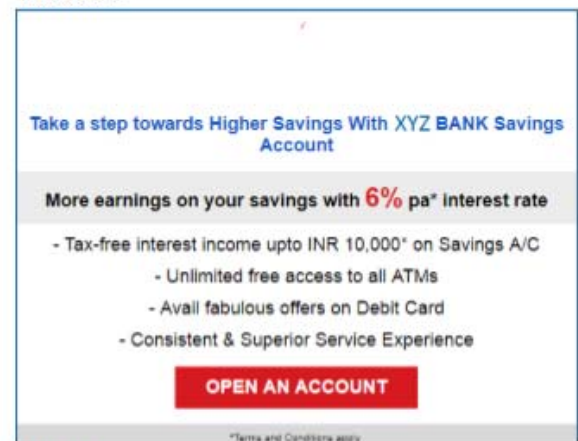 Take a step towards Higher Savings With XYZ BANK Savings
Account
More earnings on your savings with 6% pa* interest rate
- Tax-free interest income upto INR 10,000* on Savings A/C
- Unlimited free access to all ATMs
- Avail fabulous offers on Debit Card
- Consistent & Superior Service Experience
OPEN AN ACCOUNT
*Terms and Conditions apply